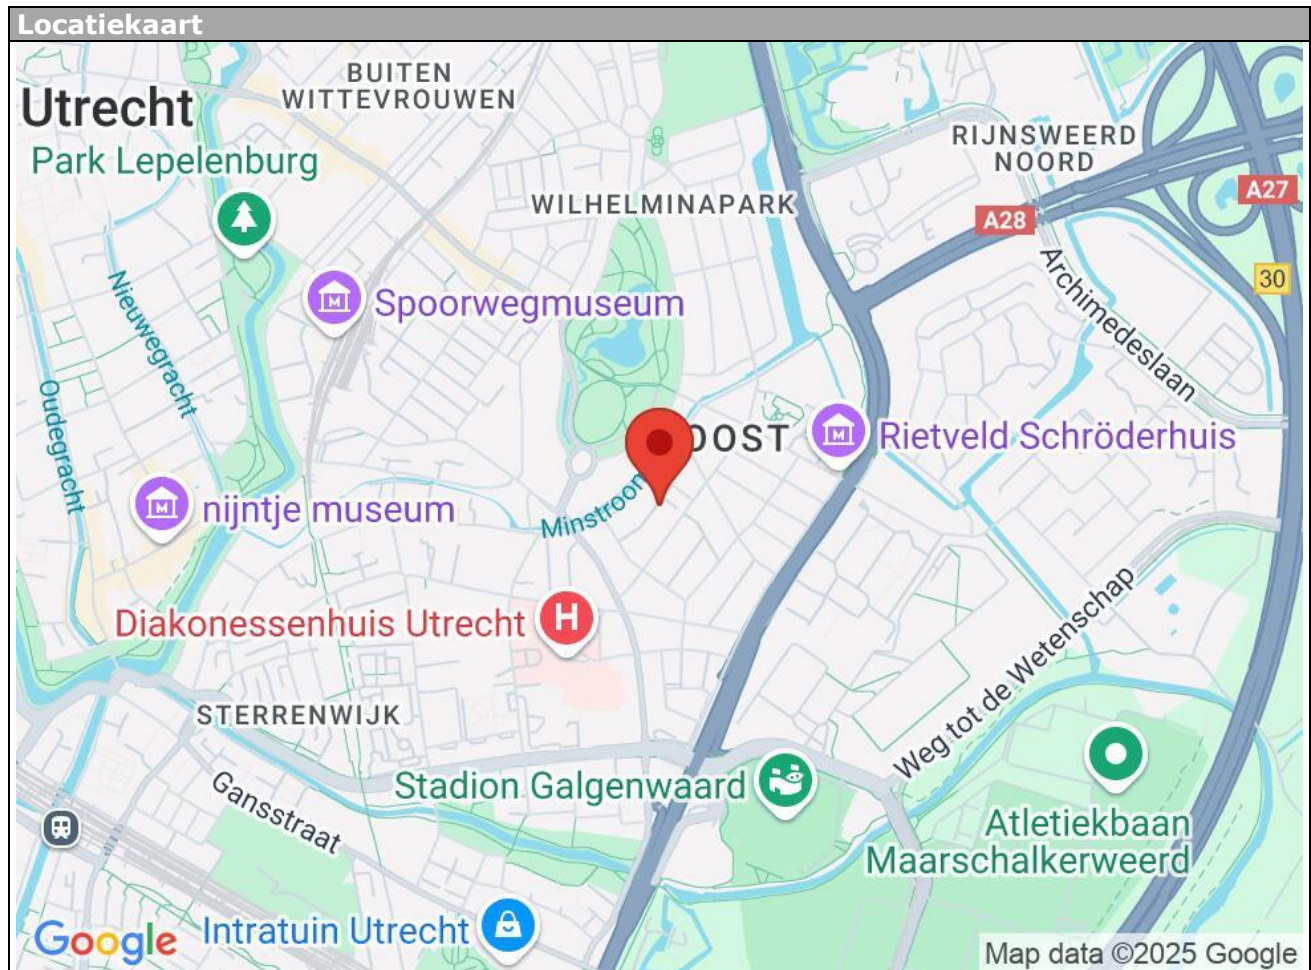 Locatiekaart
BUITEN
WITTEVROUWEN
Utrecht
Park Lepelenburg
RIJNSWEERD
NOORD
WILHELMINAPARK
A27
A28
30
Archimedeslaan
Nieuwegracht
Spoorwegmuseum
Oudegracht
OOST
Rietveld Schröderhuis
nijntje museum
Minstroom
Diakonessenhuis Utrecht
H
Weg tot de Wetenschap
STERRENWIJK
Gansstraat
Stadion Galgenwaard
Atletiekbaan
Maarschalkerweerd
Intratuin Utrecht
Google
Map data ©2025 Google